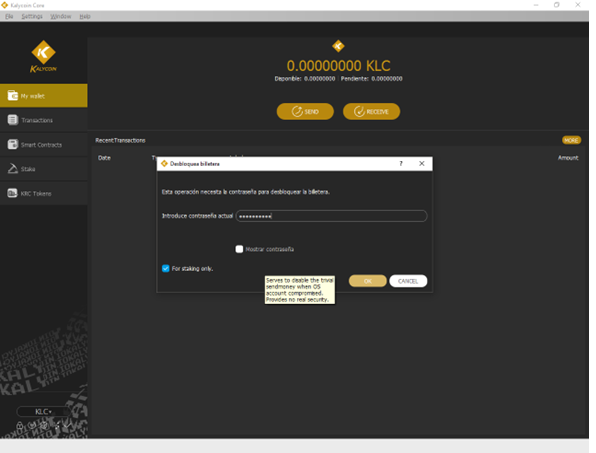 Kalycoin Core
File Settings Window Help
KALYCOIN
0.00000000 KLC
Disponible: 0.00000000 Pendiente: 0.00000000
SEND RECEIVE
My wallet
Transactions
Smart Contracts
Stake
KRC Tokens
RecentTransactions MORE
Date Amount
Desbloquea billetera ? X
Esta operación necesita la contraseña para desbloquear la billetera.
Introduce contraseña actual **********
Mostrar contraseña
For staking only.
Serves to disable the trivial
sendmoney when OS
account compromised.
Provides no real security.
OK CANCEL
KLC